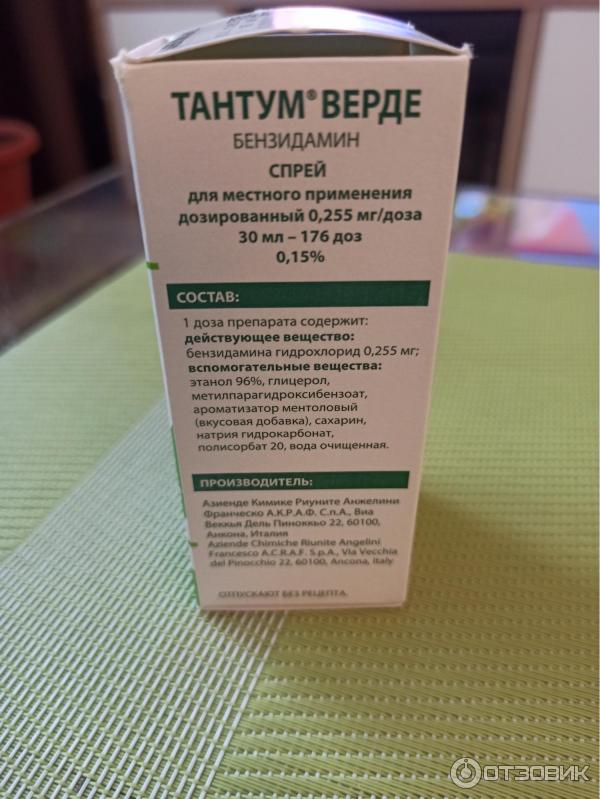 ТАНТУМ® ВЕРДЕ
БЕНЗИДАМИН
СПРЕЙ
для местного применения
дозированный 0,255 мг/доза
30 мл – 176 доз
0,15%
СОСТАВ:
1 доза препарата содержит:
действующее вещество:
бензидамина гидрохлорид 0,255 мг;
вспомогательные вещества:
этанол 96%, глицерол,
метилпарагидроксибензоат,
ароматизатор ментоловый
(вкусовая добавка), сахарин,
натрия гидрокарбонат,
полисорбат 20, вода очищенная.
ПРОИЗВОДИТЕЛЬ:
Азиенде Кимике Риуните Анжелини
Франческо А.К.Р.А.Ф. С.п.А., Виа
Веккья Дель Пиноккьо 22, 60100,
Анкона, Италия
Aziende Chimiche Riunite Angelini
Francesco A.C.R.A.F. S.p.A., Via Vecchia
del Pinocchio 22, 60100, Ancona, Italy
ОТПУСКАЮТ БЕЗ РЕЦЕПТА.
ОТЗОВИК